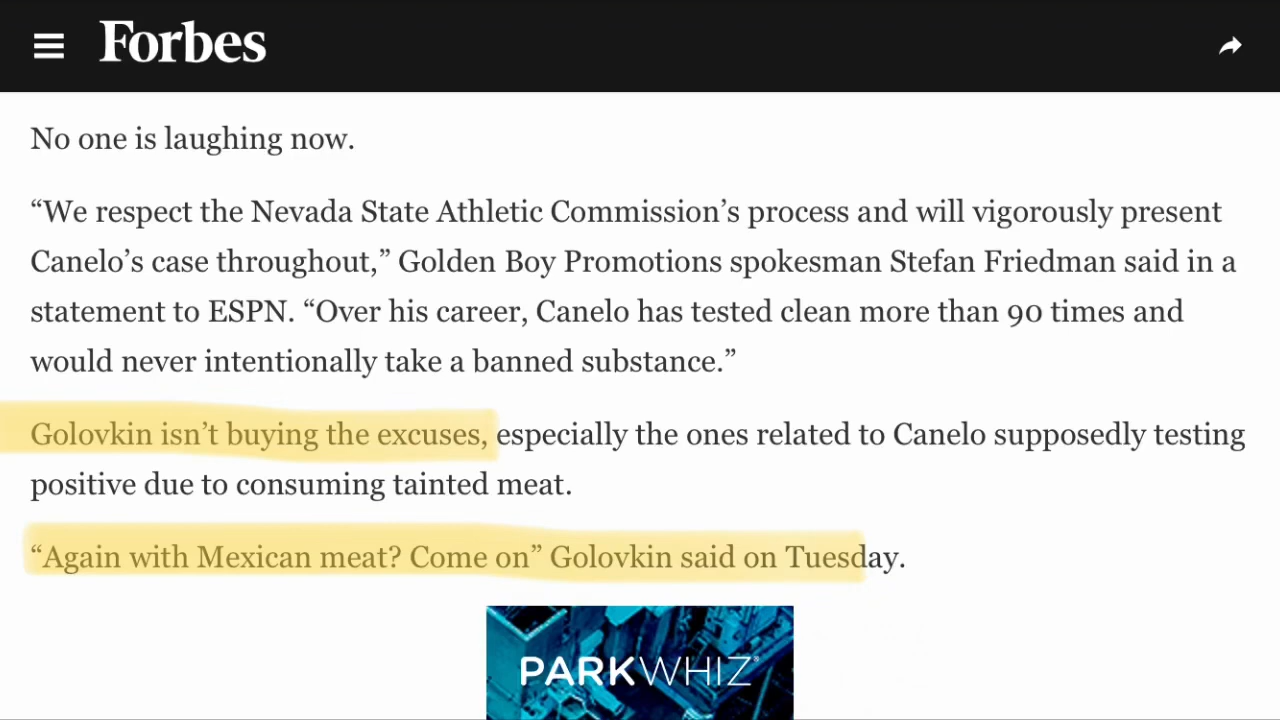 Forbes
No one is laughing now.
“We respect the Nevada State Athletic Commission’s process and will vigorously present
Canelo’s case throughout,” Golden Boy Promotions spokesman Stefan Friedman said in a
statement to ESPN. “Over his career, Canelo has tested clean more than 90 times and
would never intentionally take a banned substance.”
Golovkin isn’t buying the excuses, especially the ones related to Canelo supposedly testing
positive due to consuming tainted meat.
“Again with Mexican meat? Come on” Golovkin said on Tuesday.
PARKWHIZ®